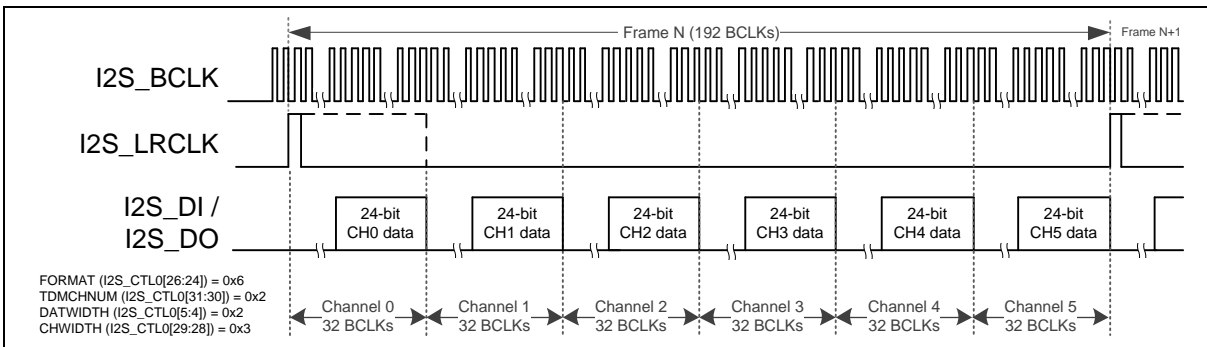 Frame N (192 BCLKs)
Frame N+1
I2S_BCLK
I2S_LRCLK
I2S_DI /
I2S_DO
24-bit
CH0 data
24-bit
CH1 data
24-bit
CH2 data
24-bit
CH3 data
24-bit
CH4 data
24-bit
CH5 data
FORMAT (I2S_CTL0[26:24]) = 0x6
TDMCHNUM (I2S_CTL0[31:30]) = 0x2
DATWIDTH (I2S_CTL0[5:4]) = 0x2
CHWIDTH (I2S_CTL0[29:28]) = 0x3
Channel 0
32 BCLKs
Channel 1
32 BCLKs
Channel 2
32 BCLKs
Channel 3
32 BCLKs
Channel 4
32 BCLKs
Channel 5
32 BCLKs